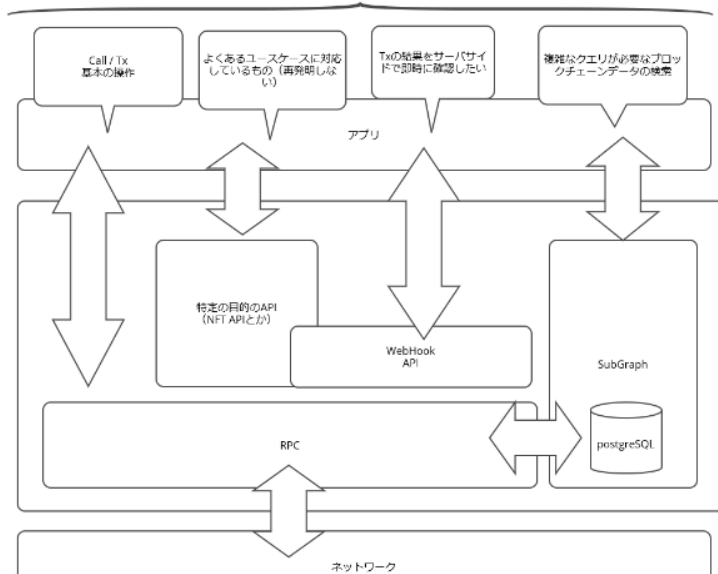 Call / Tx
基本の操作
よくあるユースケースに対応
しているもの（再発明しな
い）
Txの結果をサーバサイ
ドで即時に確認したい
複雑なクエリが必要なブロッ
クチェーンデータの検索
アプリ
特定の目的のAPI
（NFT APIとか）
WebHook
API
SubGraph
RPC
postgreSQL
ネットワーク